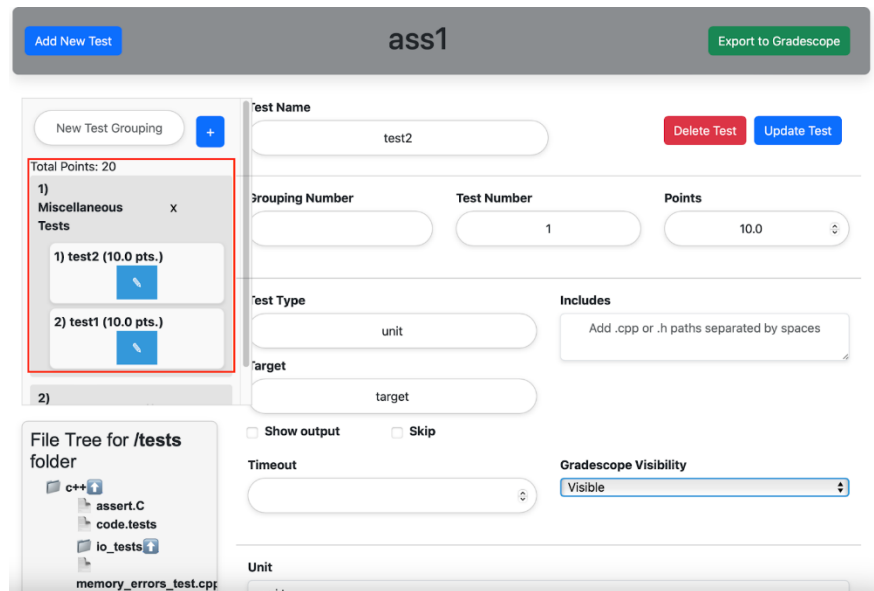 Add New Test
ass1
Export to Gradescope
New Test Grouping
+
Total Points: 20
1)
Miscellaneous x
Tests
1) test2 (10.0 pts.)
2) test1 (10.0 pts.)
2)
File Tree for /tests
folder
c++
assert.C
code.tests
io_tests
memory_errors_test.cpp
Test Name
test2
Delete Test
Update Test
Grouping Number
Test Number
Points
1
10.0
Test Type
Includes
unit
Add .cpp or .h paths separated by spaces
Target
target
Show output
Skip
Timeout
Gradescope Visibility
Visible
Unit